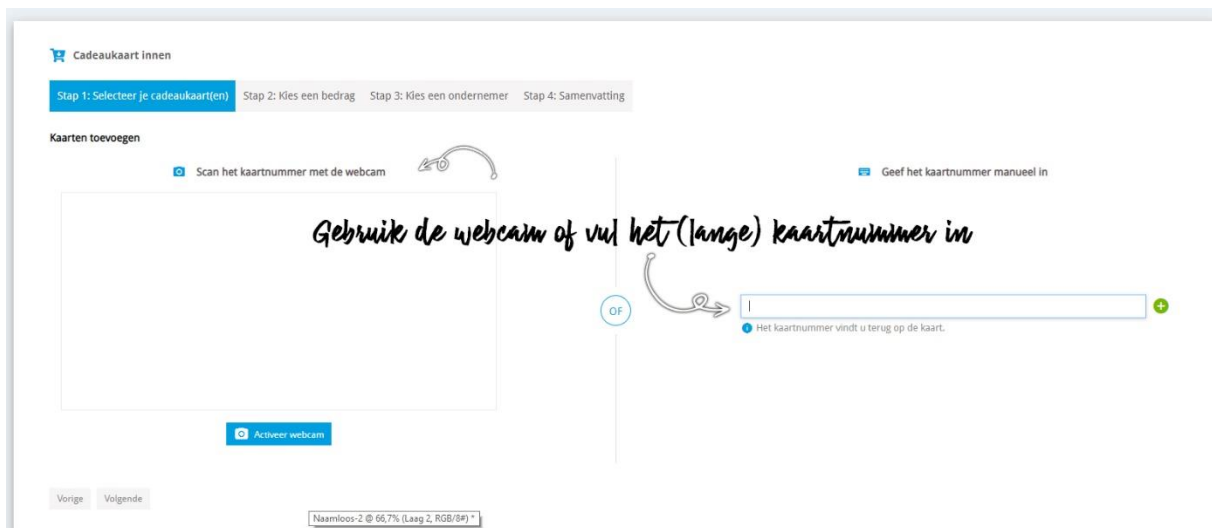 Cadeaukaart innen
Stap 1: Selecteer je cadeaukaart(en) Stap 2: Kies een bedrag Stap 3: Kies een ondernemer Stap 4: Samenvatting
Kaarten toevoegen
Scan het kaartnummer met de webcam
Geef het kaartnummer manueel in
Gebruik de webcam of vul het (lange) kaartnummer in
OF
Het kaartnummer vindt u terug op de kaart.
Activeer webcam
Vorige Volgende
Naamloos-2 @ 66,7% (Laag 2, RGB/8#) *